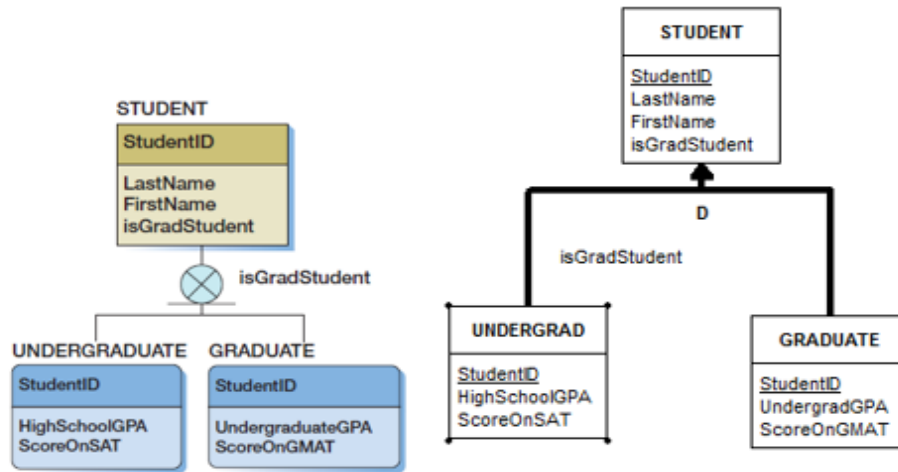 STUDENT
StudentID
LastName
FirstName
isGradStudent
isGradStudent
UNDERGRADUATE
StudentID
HighSchoolGPA
ScoreOnSAT
GRADUATE
StudentID
UndergraduateGPA
ScoreOnGMAT
STUDENT
StudentID
LastName
FirstName
isGradStudent
D
isGradStudent
UNDERGRAD
StudentID
HighSchoolGPA
ScoreOnSAT
GRADUATE
StudentID
UndergradGPA
ScoreOnGMAT